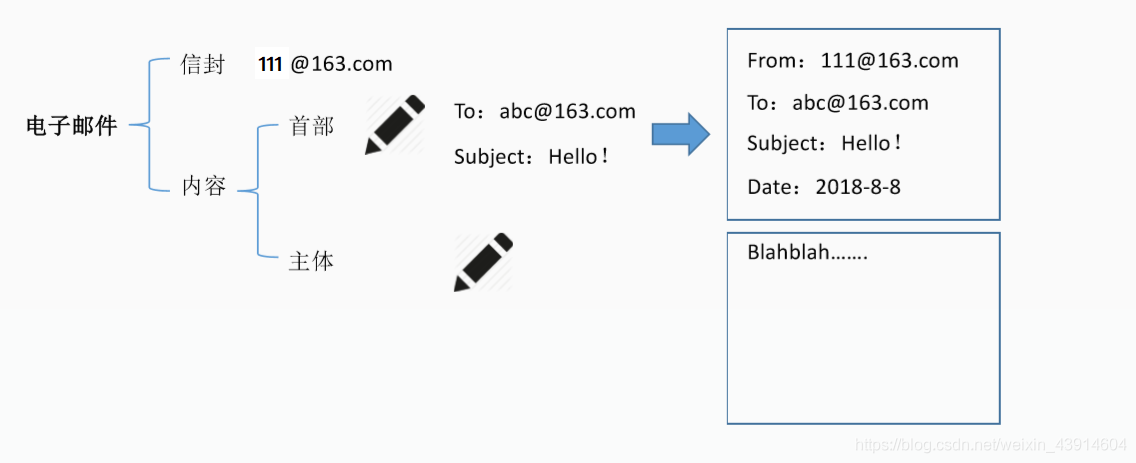 电子邮件
信封 111 @163.com
内容
首部
To：abc@163.com
Subject：Hello！
主体
From：111@163.com
To：abc@163.com
Subject：Hello！
Date：2018-8-8
Blahblah…….
https://blog.csdn.net/weixin_43914604